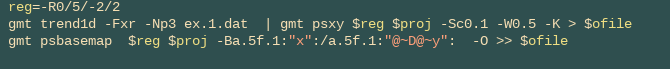 reg=-R0/5/-2/2
gmt trend1d -Fxr -Np3 ex.1.dat  | gmt psxy $reg $proj -Sc0.1 -W0.5 -K > $ofile
gmt psbasemap  $reg $proj -Ba.5f.1:"x":/a.5f.1:"@~D@~y":  -O >> $ofile